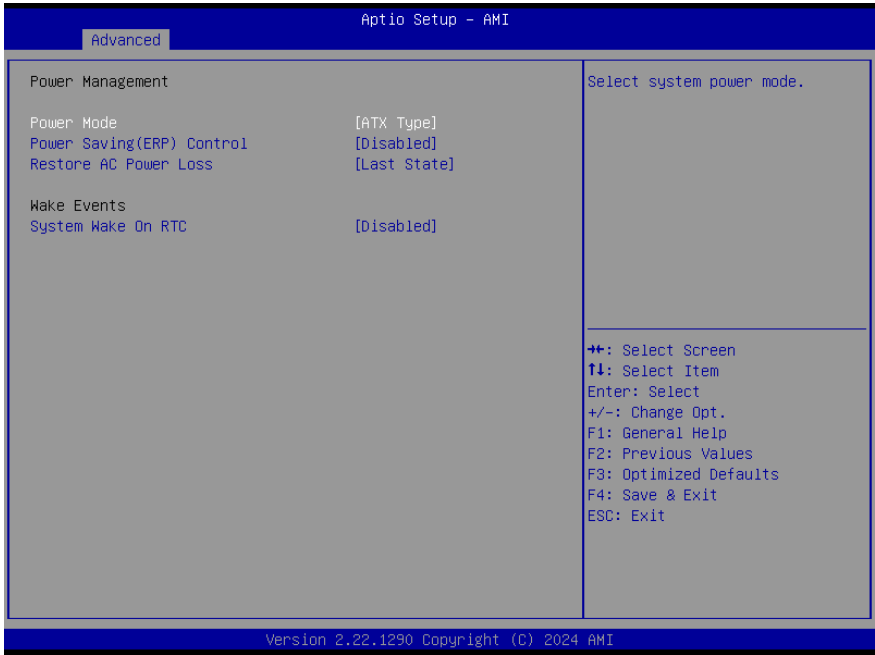 Aptio Setup - AMI
Advanced
Power Management
Power Mode [ATX Type]
Power Saving(ERP) Control [Disabled]
Restore AC Power Loss [Last State]
Wake Events
System Wake On RTC [Disabled]
Select system power mode.
→←: Select Screen
↑↓: Select Item
Enter: Select
+/-: Change Opt.
F1: General Help
F2: Previous Values
F3: Optimized Defaults
F4: Save & Exit
ESC: Exit
Version 2.22.1290 Copyright (C) 2024 AMI